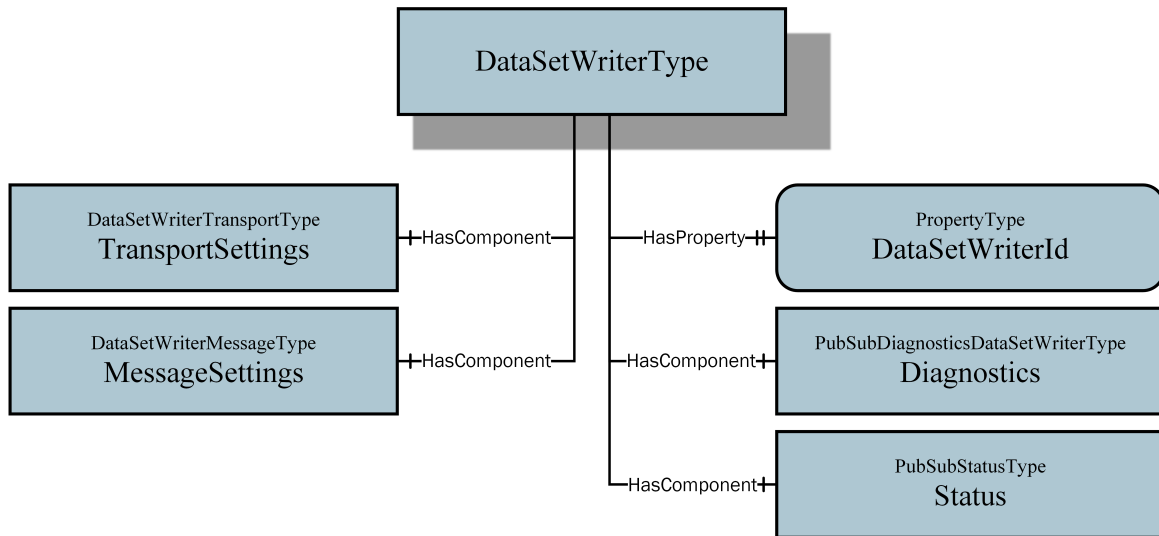 DataSetWriterType
DataSetWriterTransportType
TransportSettings
HasComponent
HasProperty
PropertyType
DataSetWriterId
DataSetWriterMessageType
MessageSettings
HasComponent
HasComponent
PubSubDiagnosticsDataSetWriterType
Diagnostics
HasComponent
PubSubStatusType
Status